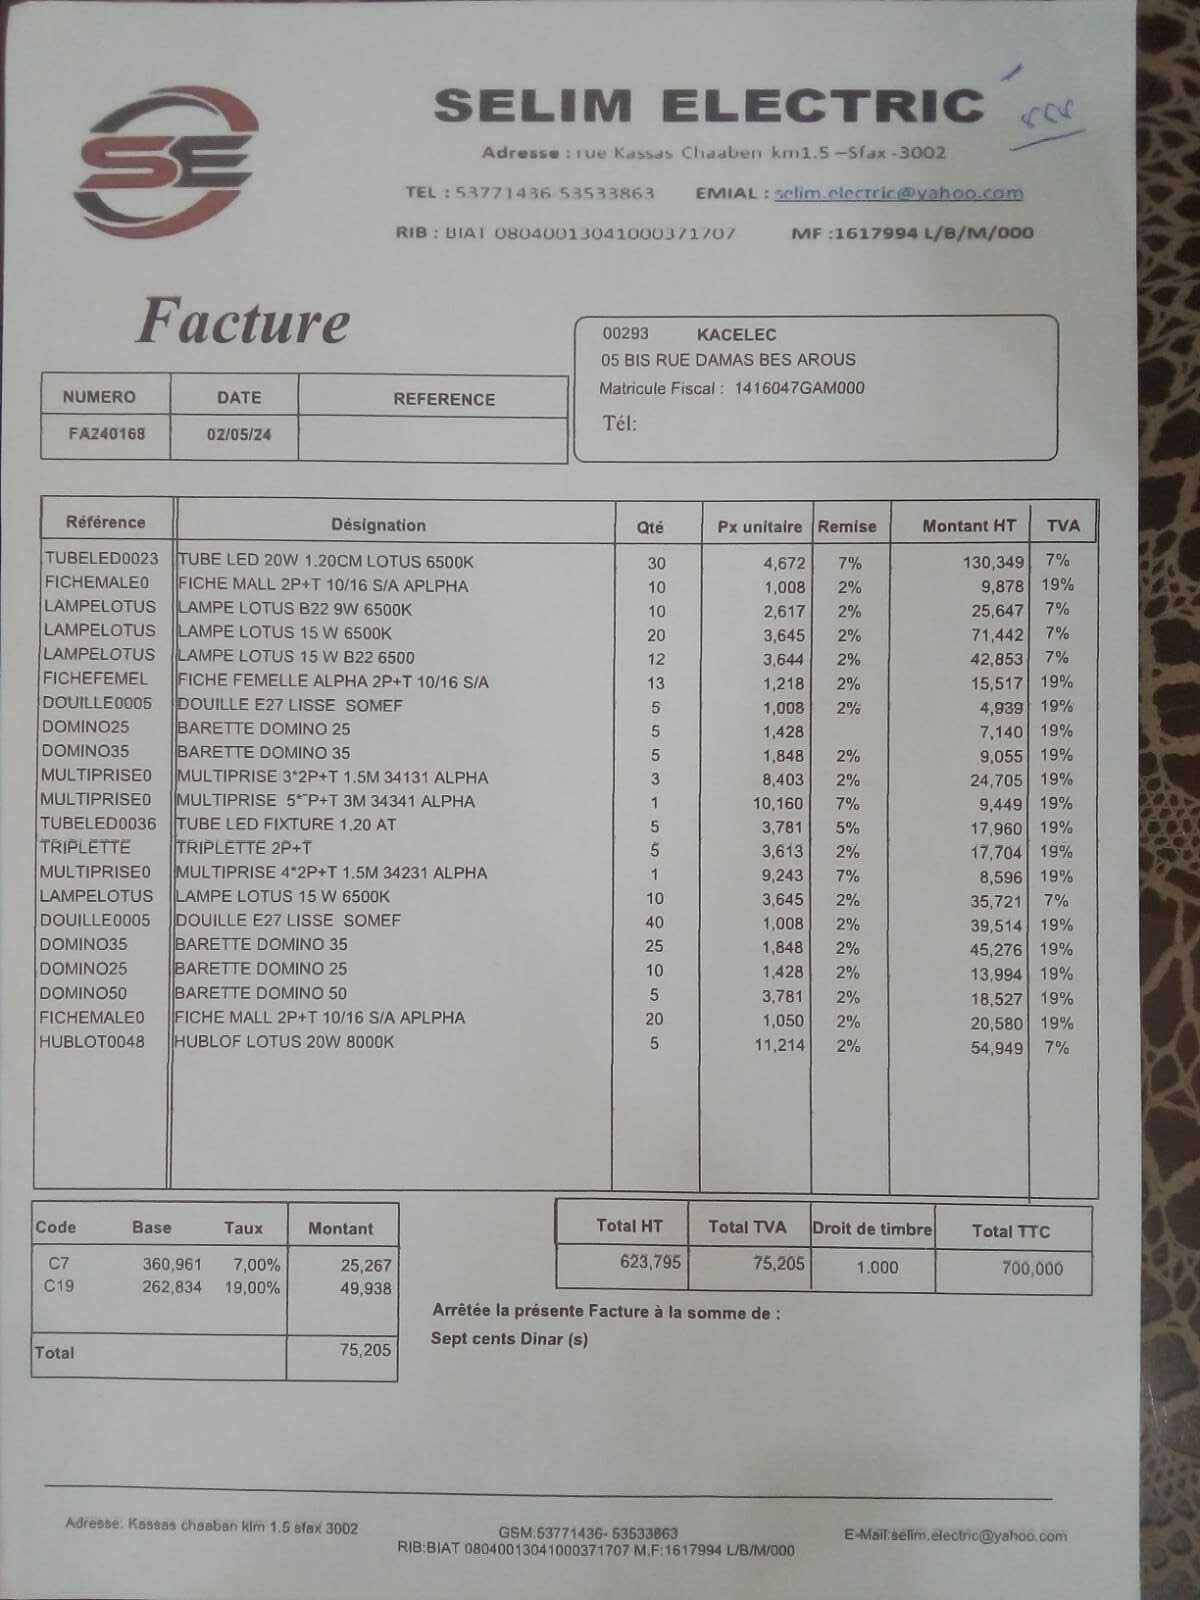 SE
SELIM ELECTRIC
Adresse : rue Kassas Chaaben km1.5 –Sfax -3002
TEL : 53771436-53533863 EMIAL : selim.electric@yahoo.com
RIB : BIAT 08040013041000371707 MF :1617994 L/B/M/000
Facture
00293 KACELEC
05 BIS RUE DAMAS BES AROUS
Matricule Fiscal : 1416047GAM000
Tél:
NUMERO DATE REFERENCE
FA240168 02/05/24
Référence Désignation Qté Px unitaire Remise Montant HT TVA
TUBELED0023 TUBE LED 20W 1.20CM LOTUS 6500K 30 4,672 7% 130,349 7%
FICHEMALE0 FICHE MALL 2P+T 10/16 S/A APLPHA 10 1,008 2% 9,878 19%
LAMPELOTUS LAMPE LOTUS B22 9W 6500K 10 2,617 2% 25,647 7%
LAMPELOTUS LAMPE LOTUS 15 W 6500K 20 3,645 2% 71,442 7%
LAMPELOTUS LAMPE LOTUS 15 W B22 6500 12 3,644 2% 42,853 7%
FICHEFEMEL FICHE FEMELLE ALPHA 2P+T 10/16 S/A 13 1,218 2% 15,517 19%
DOUILLE0005 DOUILLE E27 LISSE SOMEF 5 1,008 2% 4,939 19%
DOMINO25 BARETTE DOMINO 25 5 1,428 7,140 19%
DOMINO35 BARETTE DOMINO 35 5 1,848 2% 9,055 19%
MULTIPRISE0 MULTIPRISE 3*2P+T 1.5M 34131 ALPHA 3 8,403 2% 24,705 19%
MULTIPRISE0 MULTIPRISE P+T 3M 34341 ALPHA 1 10,160 7% 9,449 19%
TUBELED0036 TUBE LED FIXTURE 1,20 AT 5 3,781 5% 17,960 19%
TRIPLETTE TRIPLETTE 2P+T 5 3,613 2% 17,704 19%
MULTIPRISE0 MULTIPRISE 4*2P+T 1.5M 34231 ALPHA 1 9,243 7% 8,596 19%
LAMPELOTUS LAMPE LOTUS 15 W 6500K 10 3,645 2% 35,721 7%
DOUILLE0005 DOUILLE E27 LISSE SOMEF 40 1,008 2% 39,514 19%
DOMINO35 BARETTE DOMINO 35 25 1,848 2% 45,276 19%
DOMINO25 BARETTE DOMINO 25 10 1,428 2% 13,994 19%
DOMINO50 BARETTE DOMINO 50 5 3,781 2% 18,527 19%
FICHEMALE0 FICHE MALL 2P+T 10/16 S/A APLPHA 20 1,050 2% 20,580 19%
HUBLOT0048 HUBLOF LOTUS 20W 8000K 5 11,214 2% 54,949 7%
Code Base Taux Montant
C7 360,961 7,00% 25,267
C19 262,834 19,00% 49,938
Total 75,205
Total HT Total TVA Droit de timbre Total TTC
623,795 75,205 1.000 700,000
Arrêtée la présente Facture à la somme de :
Sept cents Dinar (s)
Adresse: Kassas chaaban klm 1.5 sfax 3002
GSM:53771436- 53533863
RIB:BIAT 08040013041000371707 M.F:1617994 L/B/M/000
E-Mail:selim.electric@yahoo.com